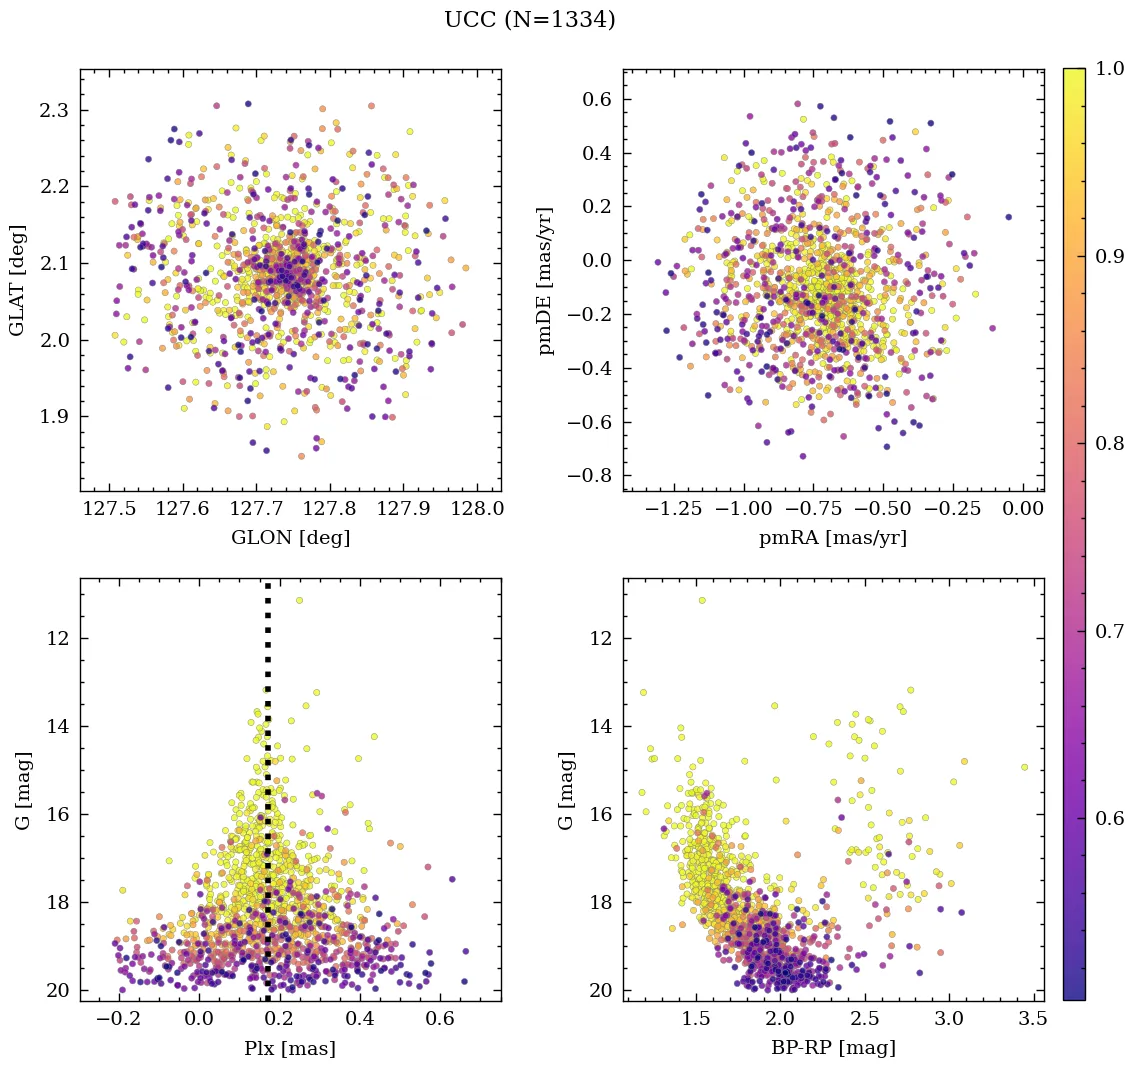 UCC (N=1334)
2.3
2.2
2.1
2.0
1.9
GLAT [deg]
127.5 127.6 127.7 127.8 127.9 128.0
GLON [deg]
0.6
0.4
0.2
0.0
−0.2
−0.4
−0.6
−0.8
pmDE [mas/yr]
−1.25 −1.00 −0.75 −0.50 −0.25 0.00
pmRA [mas/yr]
1.0
0.9
0.8
0.7
0.6
12
14
16
18
20
G [mag]
−0.2 0.0 0.2 0.4 0.6
Plx [mas]
12
14
16
18
20
G [mag]
1.5 2.0 2.5 3.0 3.5
BP-RP [mag]